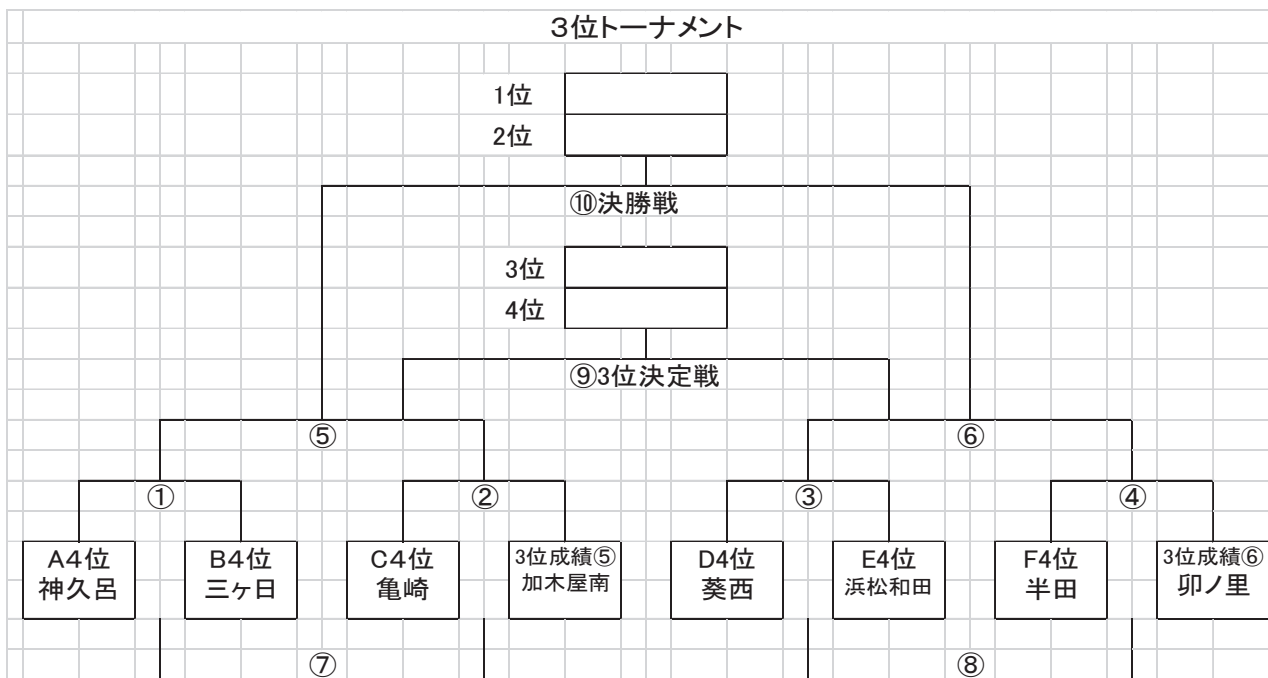 ３位トーナメント
1位
2位
⑩決勝戦
3位
4位
⑨3位決定戦
⑤
⑥
①
②
③
④
A4位
神久呂
B4位
三ヶ日
C4位
亀崎
3位成績⑤
加木屋南
D4位
葵西
E4位
浜松和田
F4位
半田
3位成績⑥
卯ノ里
⑦
⑧